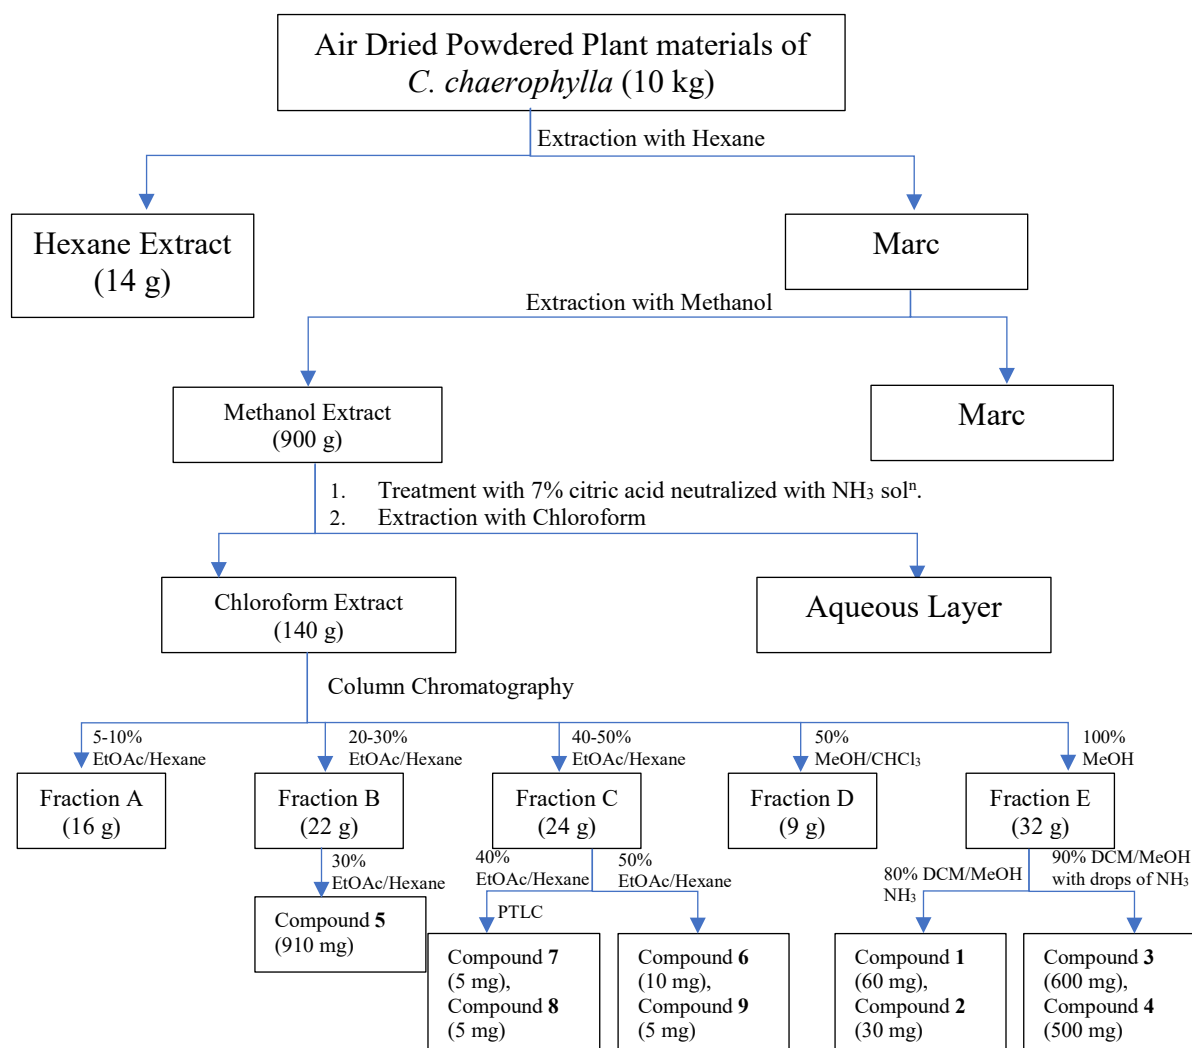 Air Dried Powdered Plant materials of
C. chaerophylla (10 kg)
Extraction with Hexane
Hexane Extract
(14 g)
Marc
Extraction with Methanol
Methanol Extract
(900 g)
Marc
1. Treatment with 7% citric acid neutralized with NH₃ solⁿ.
2. Extraction with Chloroform
Chloroform Extract
(140 g)
Aqueous Layer
Column Chromatography
5-10%
EtOAc/Hexane
20-30%
EtOAc/Hexane
40-50%
EtOAc/Hexane
50%
MeOH/CHCl₃
100%
MeOH
Fraction A
(16 g)
Fraction B
(22 g)
Fraction C
(24 g)
Fraction D
(9 g)
Fraction E
(32 g)
30%
EtOAc/Hexane
40%
EtOAc/Hexane
50%
EtOAc/Hexane
80% DCM/MeOH
NH₃
90% DCM/MeOH
with drops of NH₃
PTLC
Compound 5
(910 mg)
Compound 7
(5 mg),
Compound 8
(5 mg)
Compound 6
(10 mg),
Compound 9
(5 mg)
Compound 1
(60 mg),
Compound 2
(30 mg)
Compound 3
(600 mg),
Compound 4
(500 mg)